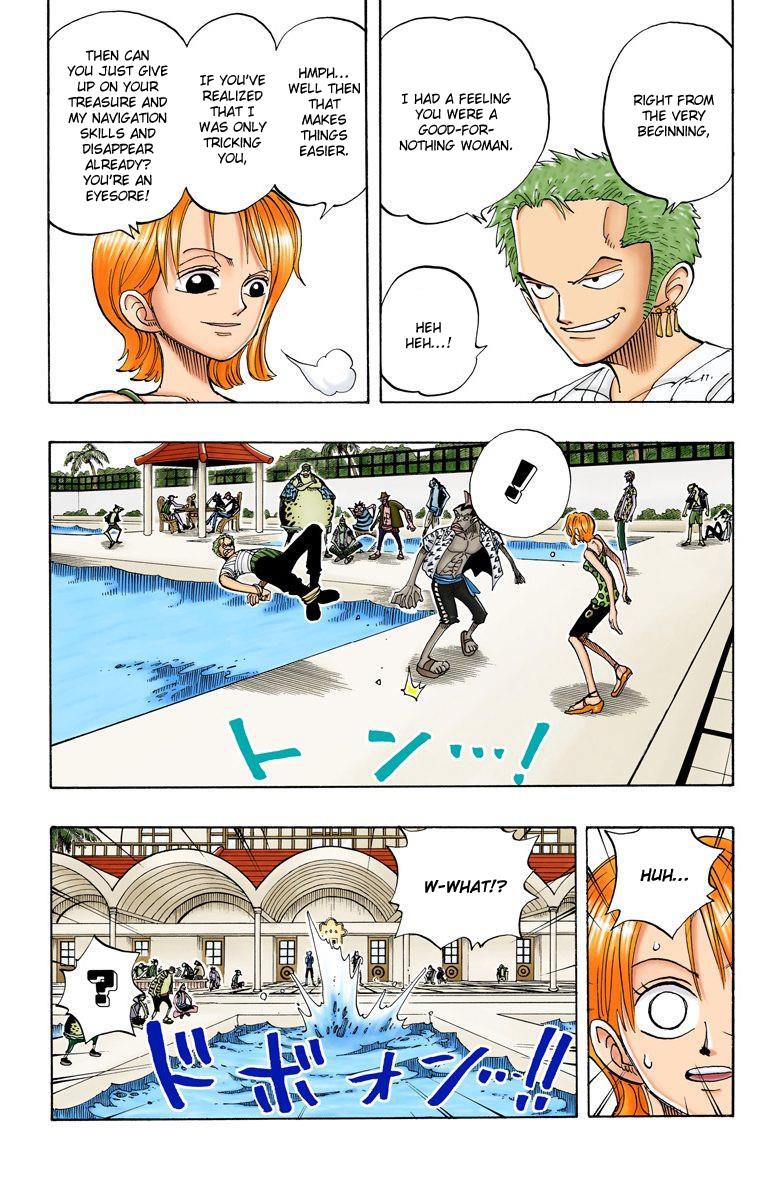 RIGHT FROM
THE VERY
BEGINNING,
I HAD A FEELING
YOU WERE A
GOOD-FOR-
NOTHING WOMAN.
HEH
HEH...!
HMPH...
WELL THEN
THAT
MAKES
THINGS
EASIER.
IF YOU'VE
REALIZED
THAT I
WAS ONLY
TRICKING
YOU,
THEN CAN
YOU JUST GIVE
UP ON YOUR
TREASURE AND
MY NAVIGATION
SKILLS AND
DISAPPEAR
ALREADY?
YOU'RE AN
EYESORE!
!
トン…!
HUH...
W-WHAT!?
?
ドボォン…!!